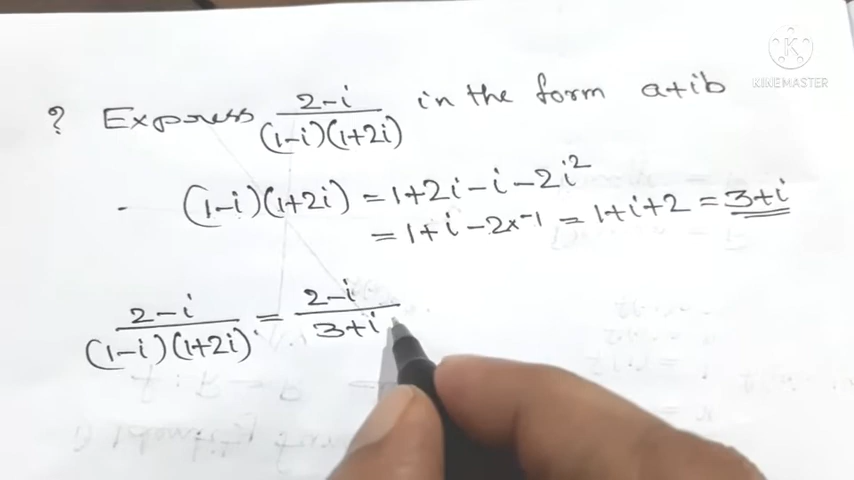 KINEMASTER
? Express 2-i/(1-i)(1+2i) in the form a+ib
- (1-i)(1+2i) = 1+2i-i-2i²
= 1+i-2x-1 = 1+i+2 = 3+i
2-i/(1-i)(1+2i) = 2-i/3+i